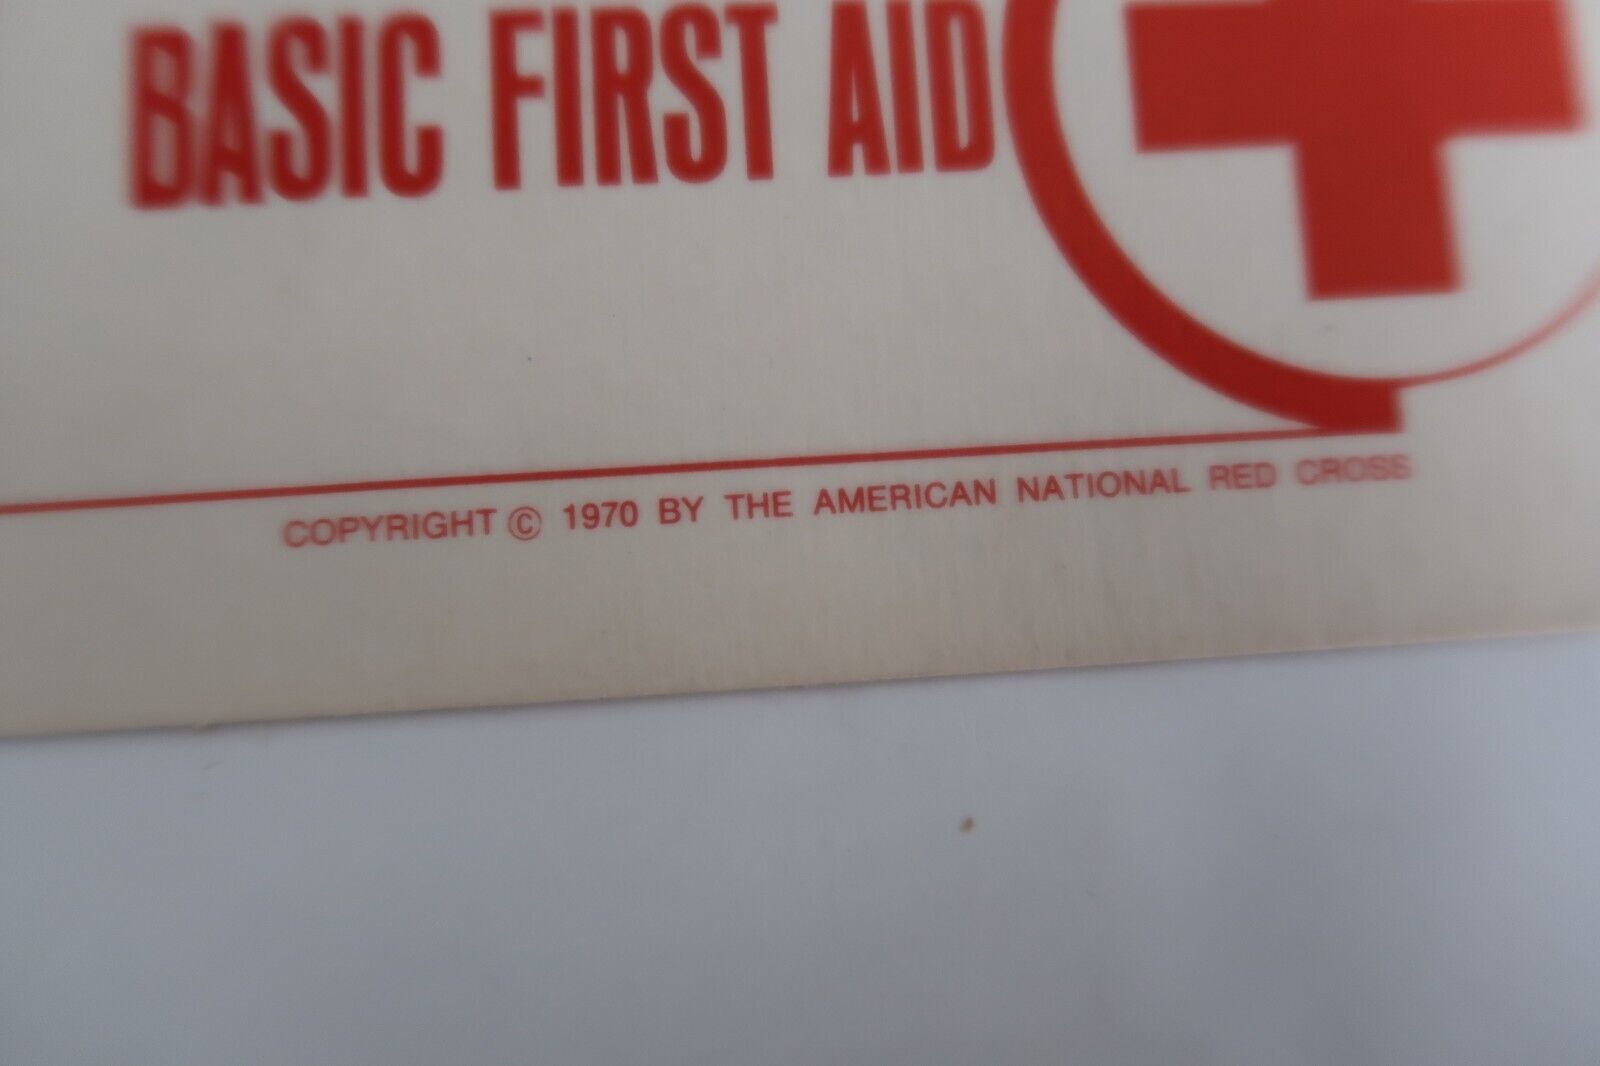 BASIC FIRST AID
COPYRIGHT © 1970 BY THE AMERICAN NATIONAL RED CROSS